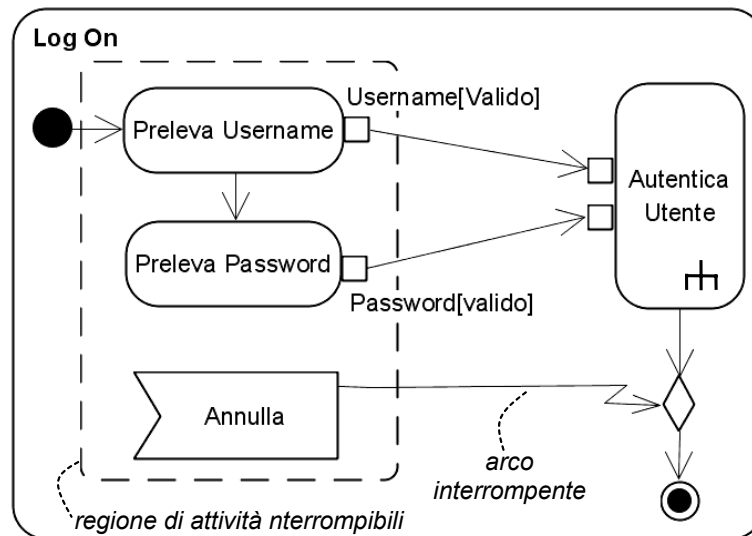 Log On
Username[Valido]
Preleva Username
Autentica
Utente
Preleva Password
Password[valido]
Annulla
arco
interrompente
regione di attività nterrompibili